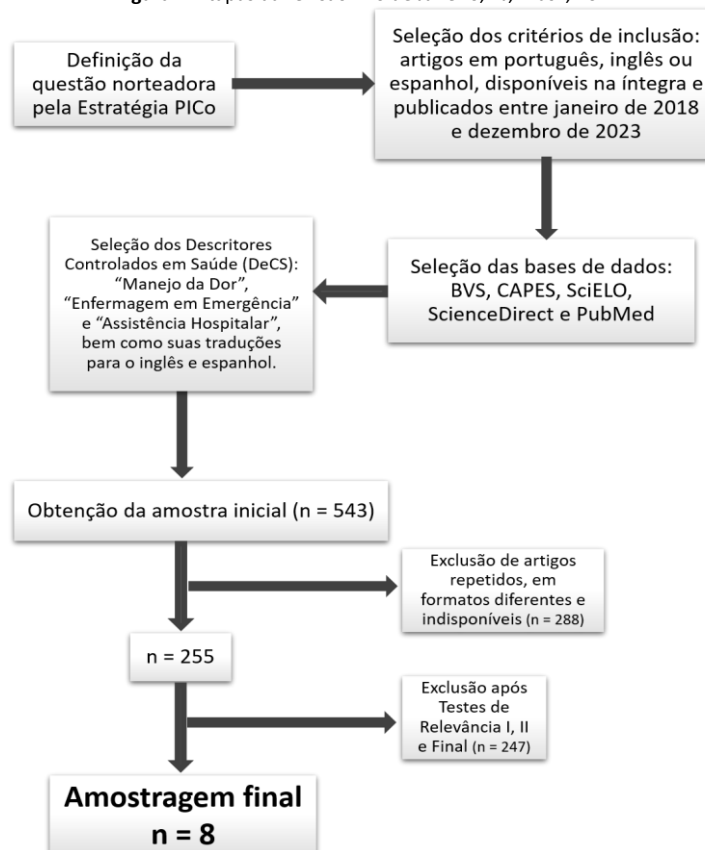 Definição da
questão norteadora
pela Estratégia PICo
Seleção dos critérios de inclusão:
artigos em português, inglês ou
espanhol, disponíveis na íntegra e
publicados entre janeiro de 2018
e dezembro de 2023
Seleção das bases de dados:
BVS, CAPES, SciELO,
ScienceDirect e PubMed
Seleção dos Descritores
Controlados em Saúde (DeCS):
“Manejo da Dor”,
“Enfermagem em Emergência”
e “Assistência Hospitalar”,
bem como suas traduções
para o inglês e espanhol.
Obtenção da amostra inicial (n = 543)
Exclusão de artigos
repetidos, em
formatos diferentes e
indisponíveis (n = 288)
n = 255
Exclusão após
Testes de
Relevância I, II
e Final (n = 247)
Amostragem final
n = 8